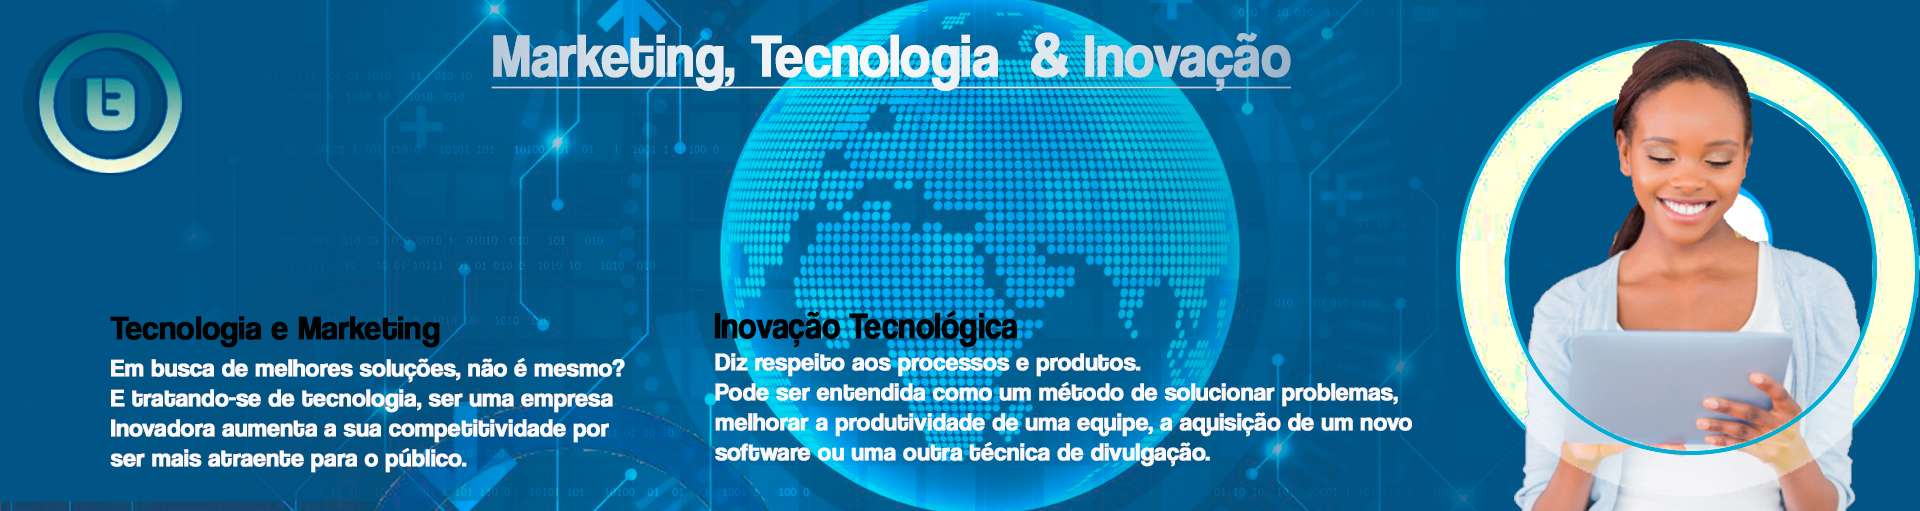 Marketing, Tecnologia & Inovação
Tecnologia e Marketing
Em busca de melhores soluções, não é mesmo?
E tratando-se de tecnologia, ser uma empresa
Inovadora aumenta a sua competitividade por
ser mais atraente para o público.
Inovação Tecnológica
Diz respeito aos processos e produtos.
Pode ser entendida como um método de solucionar problemas,
melhorar a produtividade de uma equipe, a aquisição de um novo
software ou uma outra técnica de divulgação.